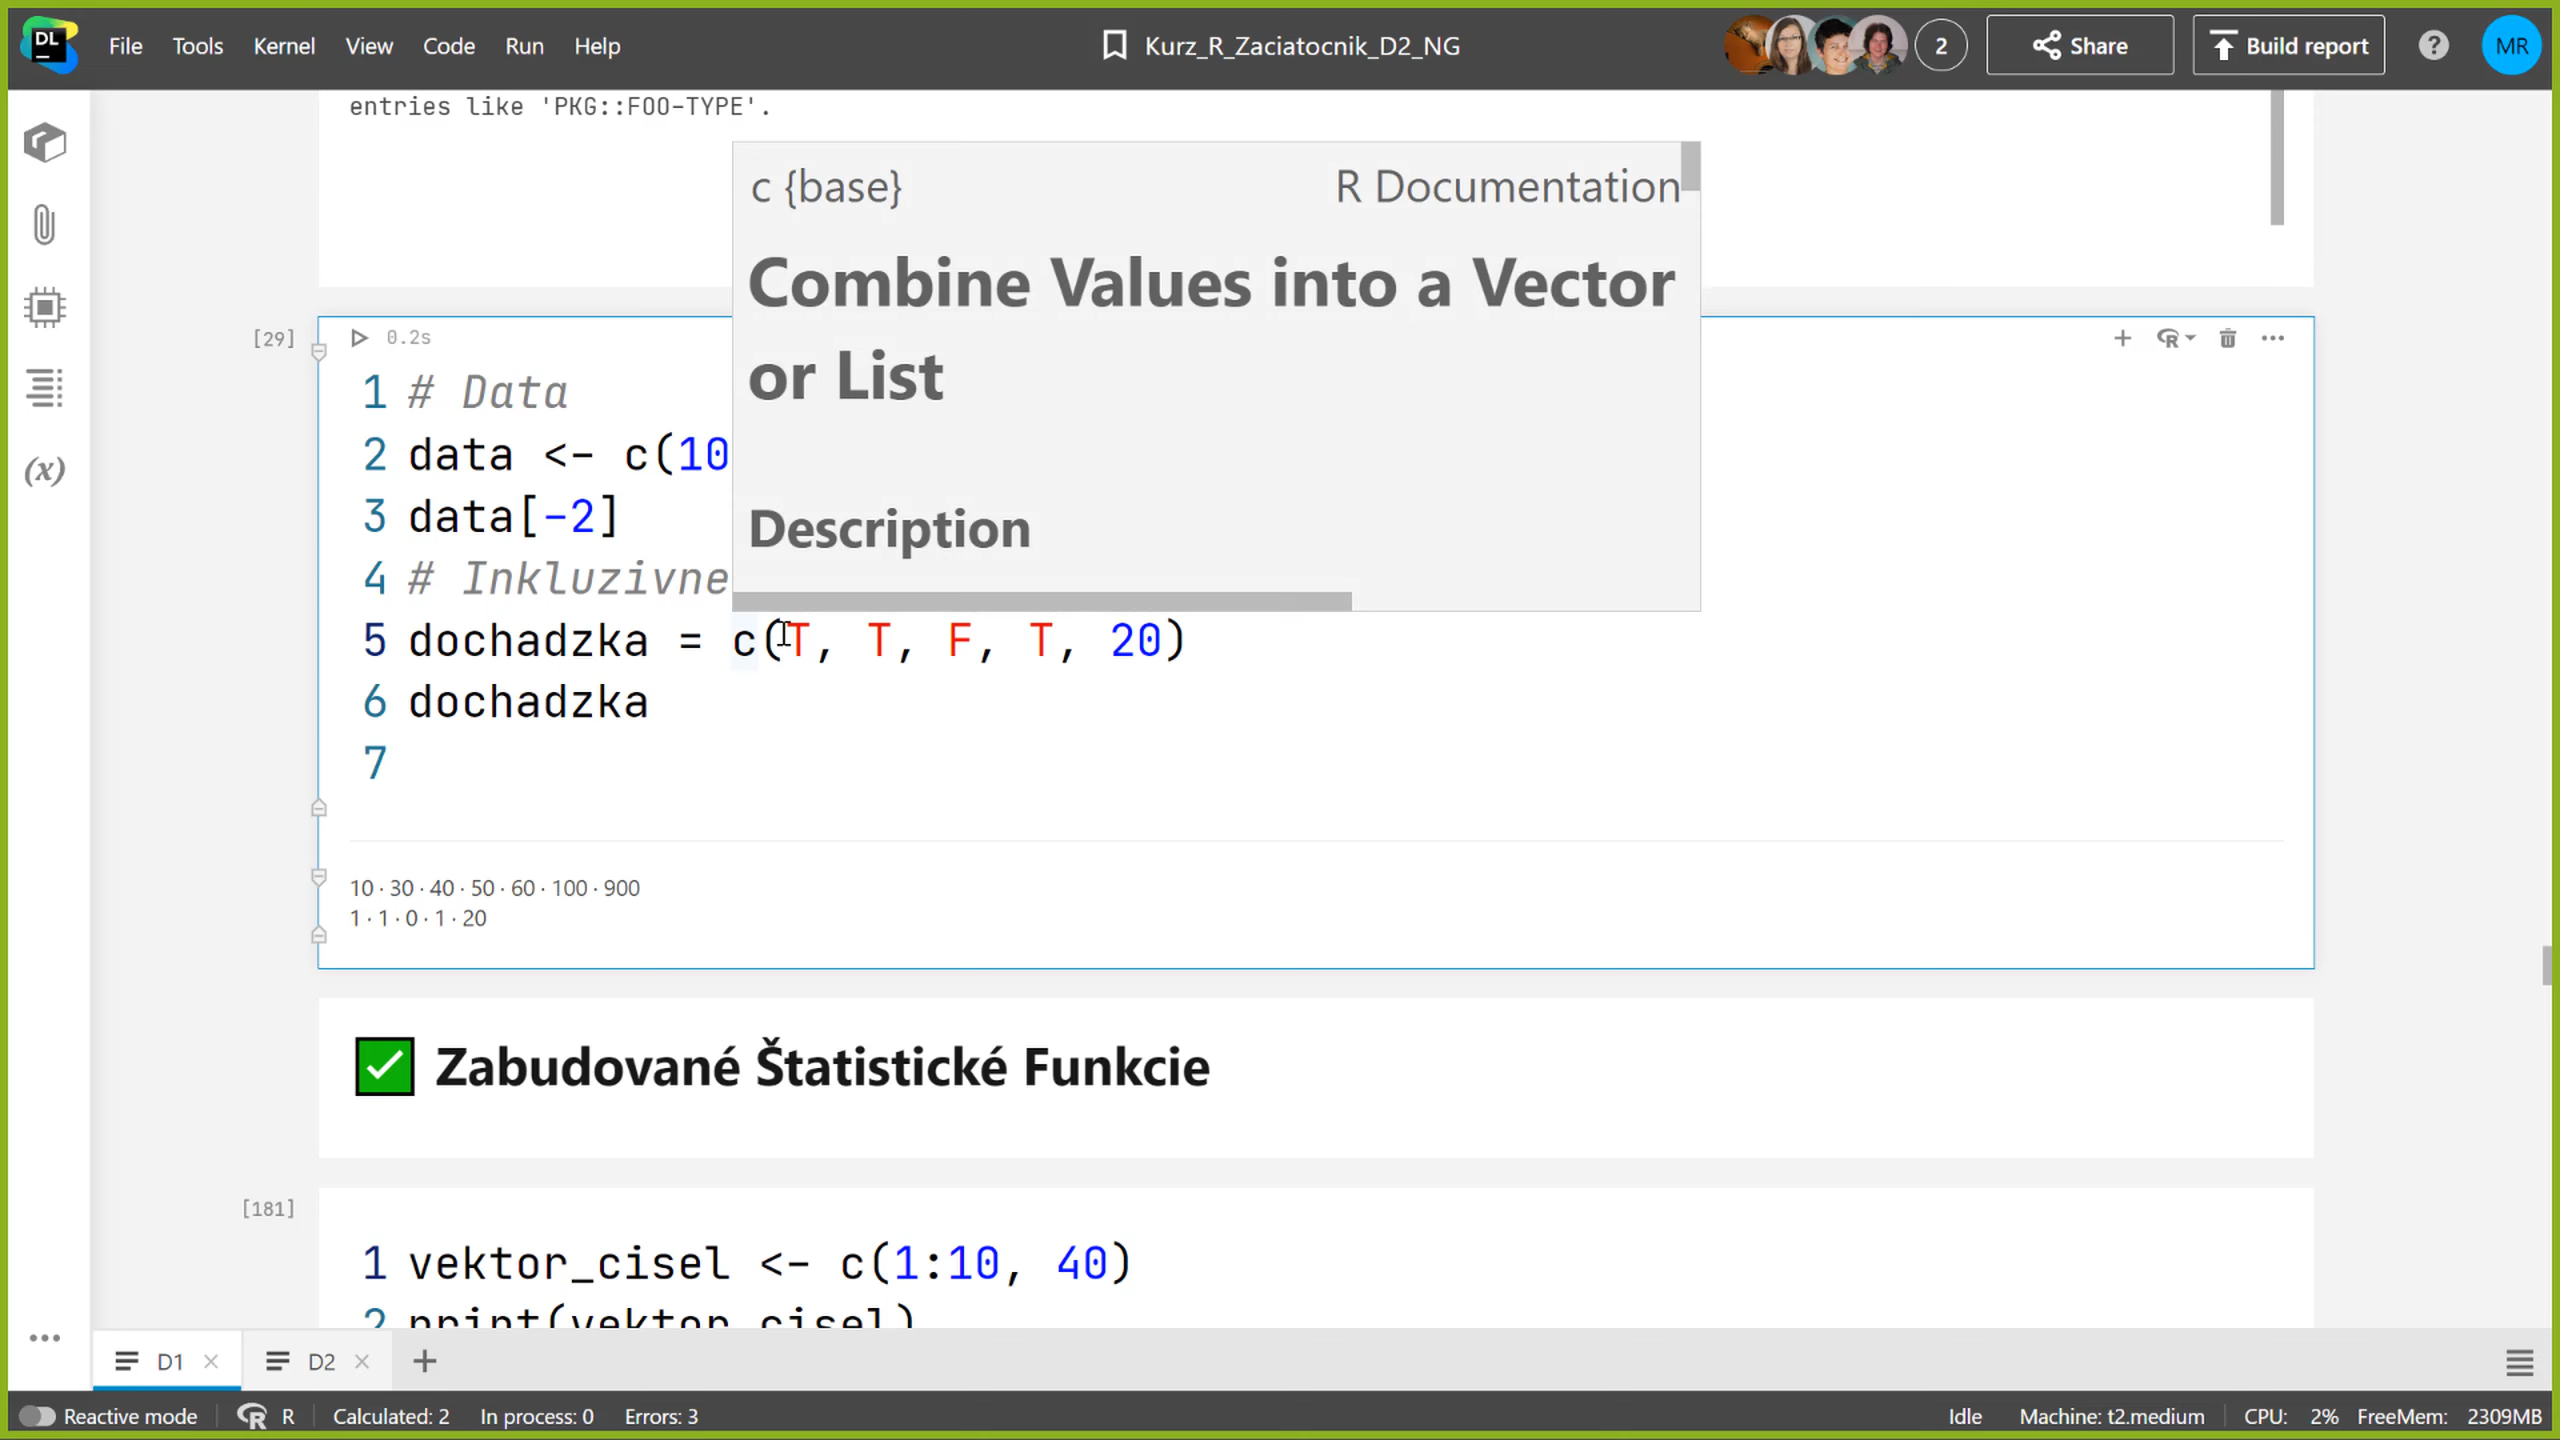 DL File Tools Kernel View Code Run Help Kurz_R_Zaciatocnik_D2_NG 2 Share Build report ? MR
entries like 'PKG::FOO-TYPE'.
c {base} R Documentation
Combine Values into a Vector
or List
Description
[29] 0.2s
1 # Data
2 data <- c(10
3 data[-2]
4 # Inkluzivne
5 dochadzka = c(T, T, F, T, 20)
6 dochadzka
7
10 · 30 · 40 · 50 · 60 · 100 · 900
1 · 1 · 0 · 1 · 20
Zabudované Štatistické Funkcie
[181]
1 vektor_cisel <- c(1:10, 40)
2 print(vektor_cisel)
(x)
D1 D2
Reactive mode R Calculated: 2 In process: 0 Errors: 3 Idle Machine: t2.medium CPU: 2% FreeMem: 2309MB